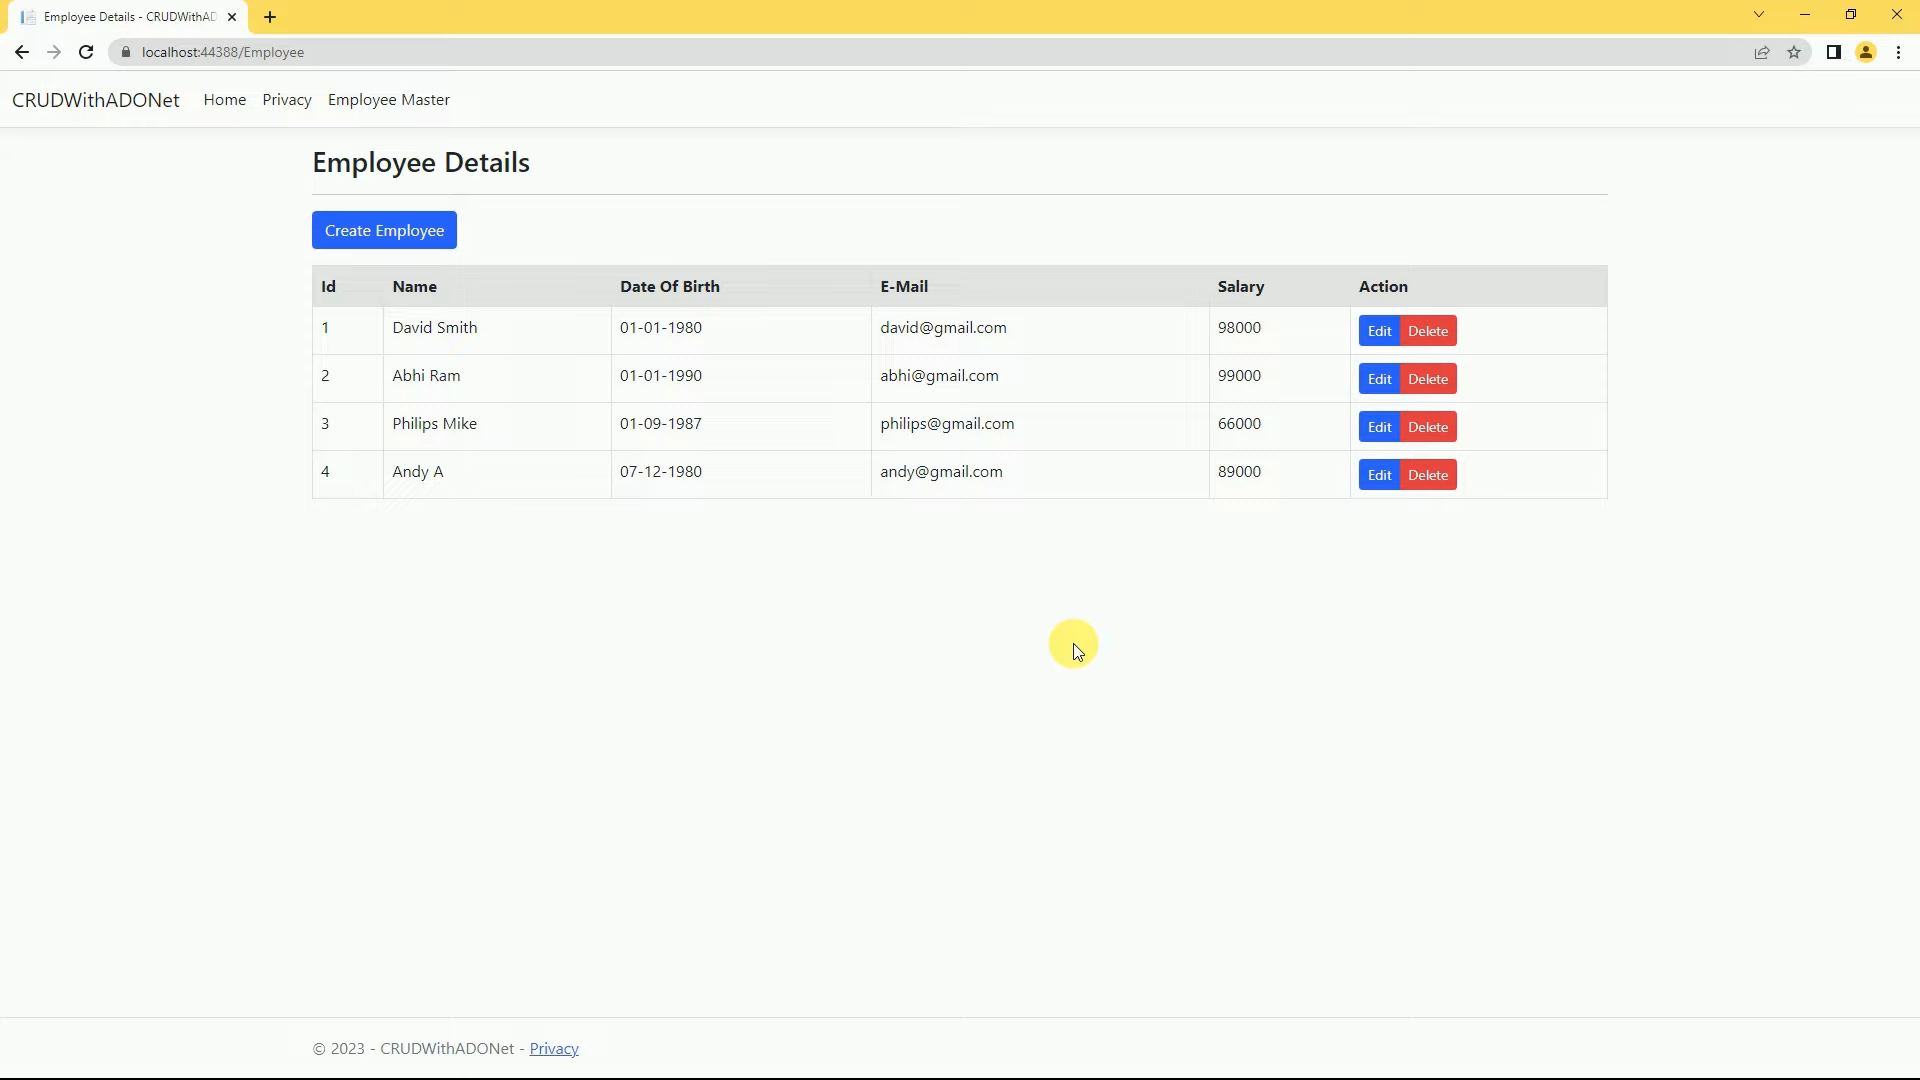 Employee Details - CRUDWithAD
localhost:44388/Employee
CRUDWithADONet Home Privacy Employee Master
Employee Details
Create Employee
Id Name Date Of Birth E-Mail Salary Action
1 David Smith 01-01-1980 david@gmail.com 98000 Edit Delete
2 Abhi Ram 01-01-1990 abhi@gmail.com 99000 Edit Delete
3 Philips Mike 01-09-1987 philips@gmail.com 66000 Edit Delete
4 Andy A 07-12-1980 andy@gmail.com 89000 Edit Delete
© 2023 - CRUDWithADONet - Privacy